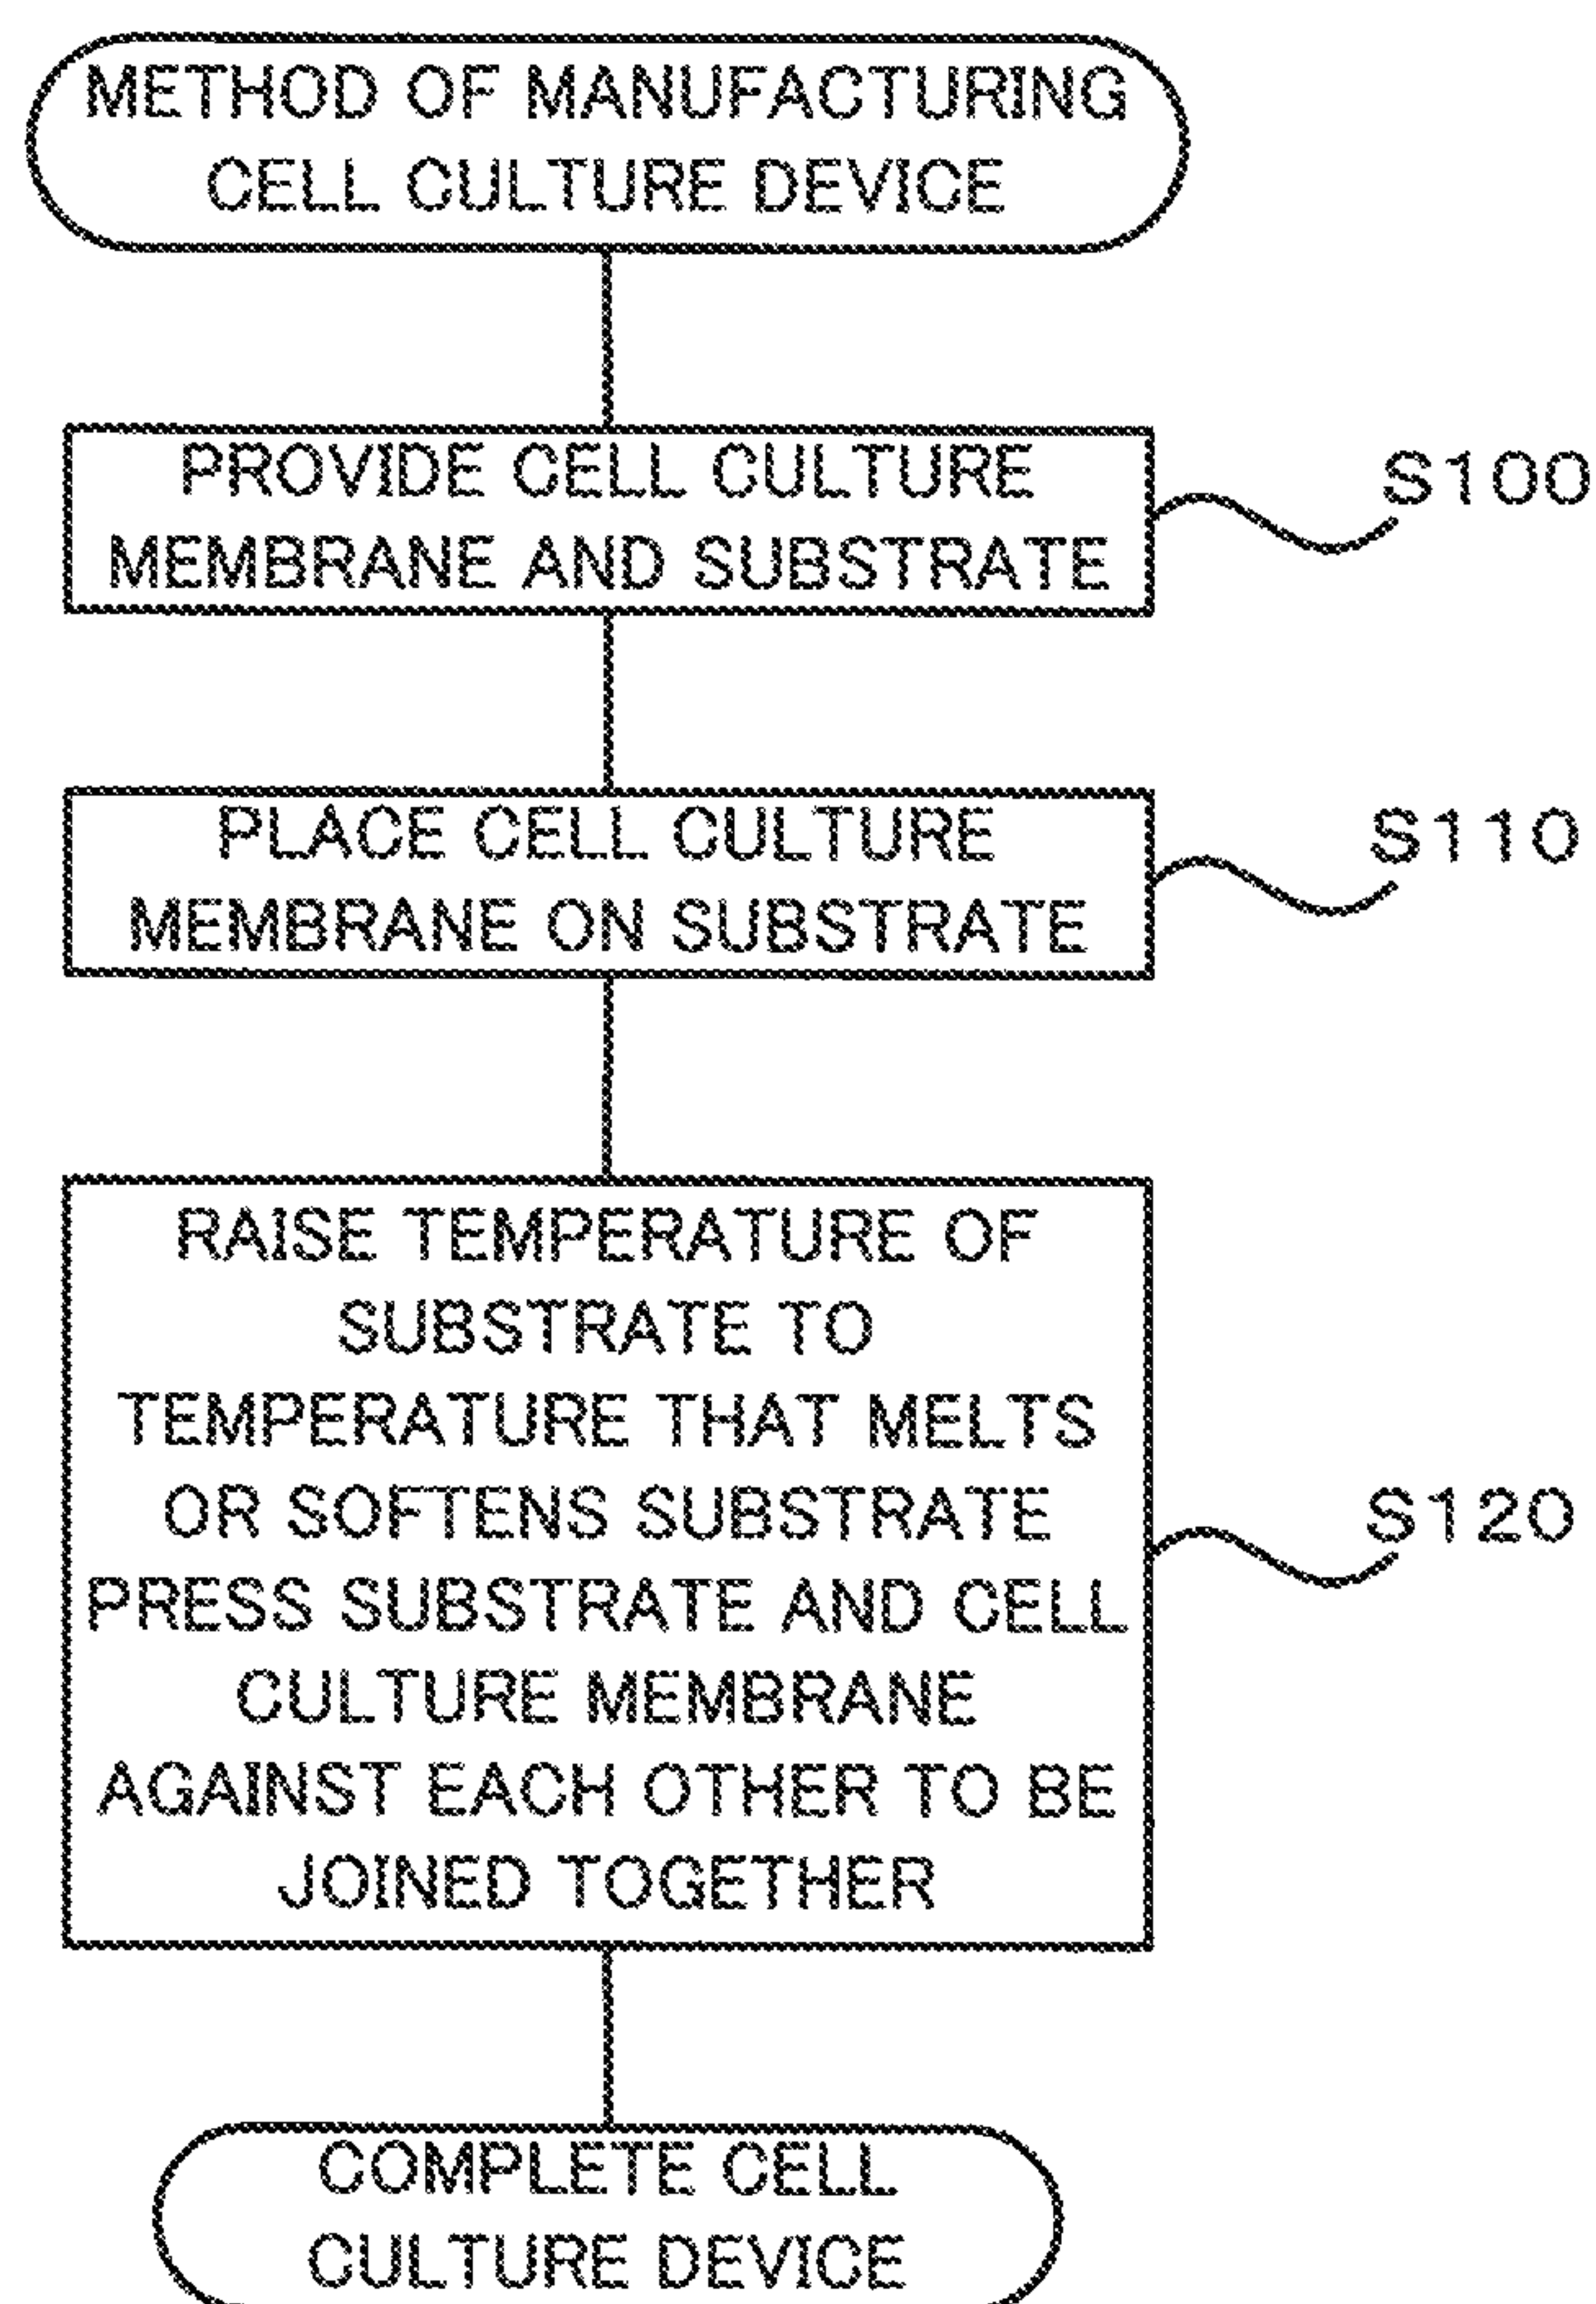 METHOD OF MANUFACTURING
CELL CULTURE DEVICE
PROVIDE CELL CULTURE
MEMBRANE AND SUBSTRATE
S100
PLACE CELL CULTURE
MEMBRANE ON SUBSTRATE
S110
RAISE TEMPERATURE OF
SUBSTRATE TO
TEMPERATURE THAT MELTS
OR SOFTENS SUBSTRATE
PRESS SUBSTRATE AND CELL
CULTURE MEMBRANE
AGAINST EACH OTHER TO BE
JOINED TOGETHER
S120
COMPLETE CELL
CULTURE DEVICE